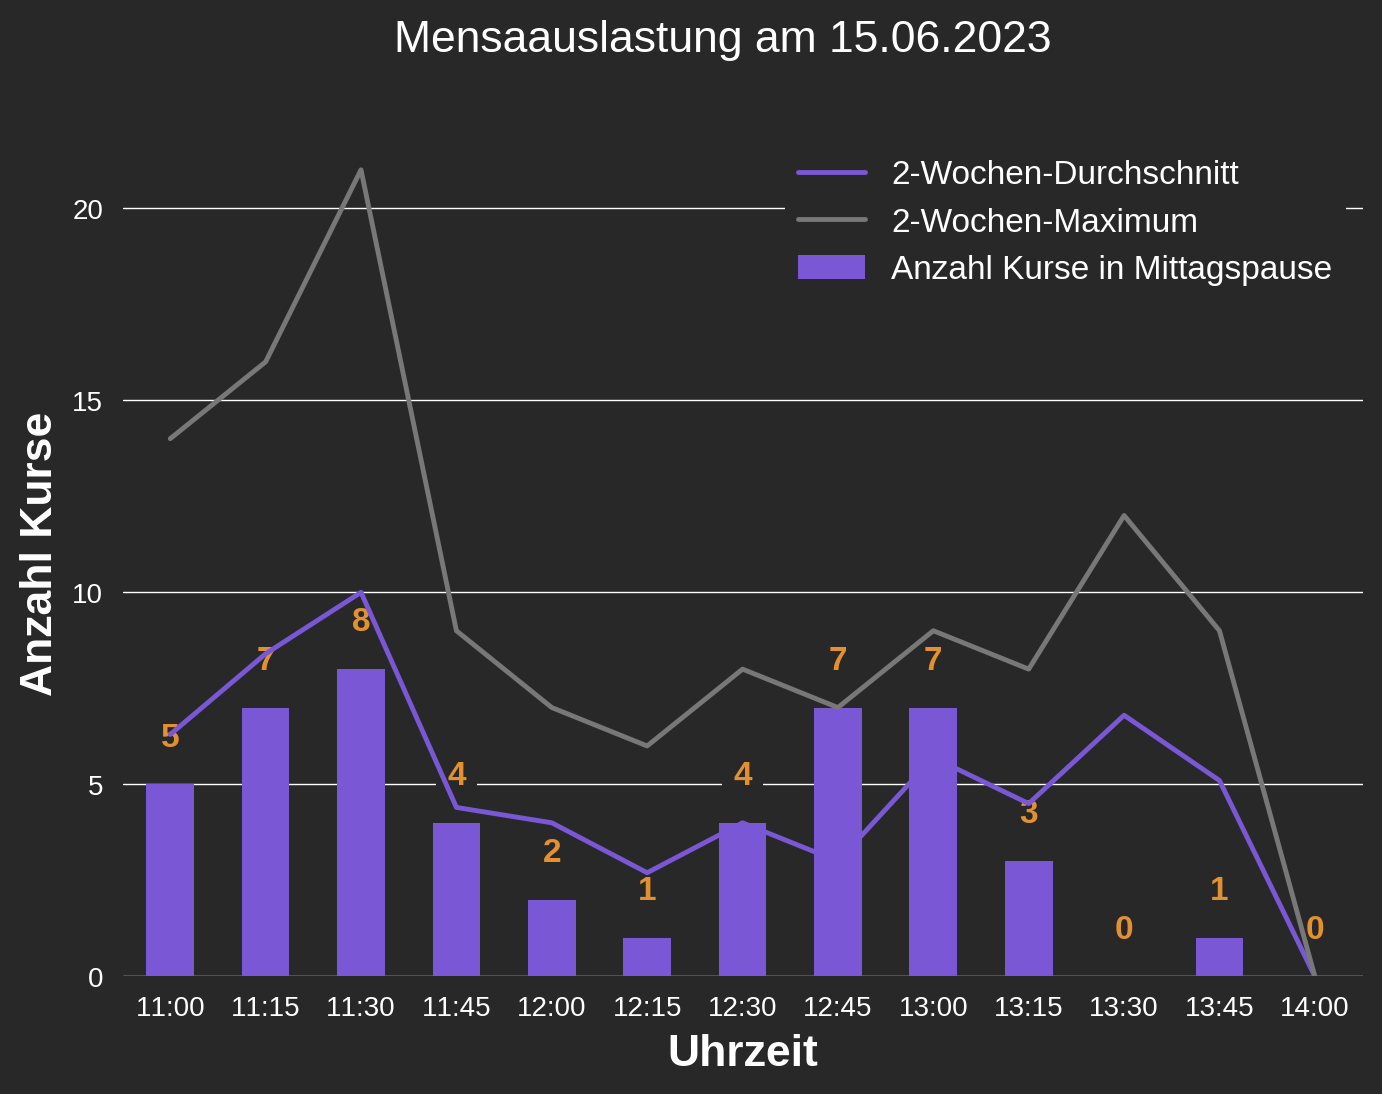 Mensaauslastung am 15.06.2023
2-Wochen-Durchschnitt
2-Wochen-Maximum
Anzahl Kurse in Mittagspause
Anzahl Kurse
20
15
10
5
0
5
7
8
4
2
1
4
7
7
3
0
1
0
11:00 11:15 11:30 11:45 12:00 12:15 12:30 12:45 13:00 13:15 13:30 13:45 14:00
Uhrzeit